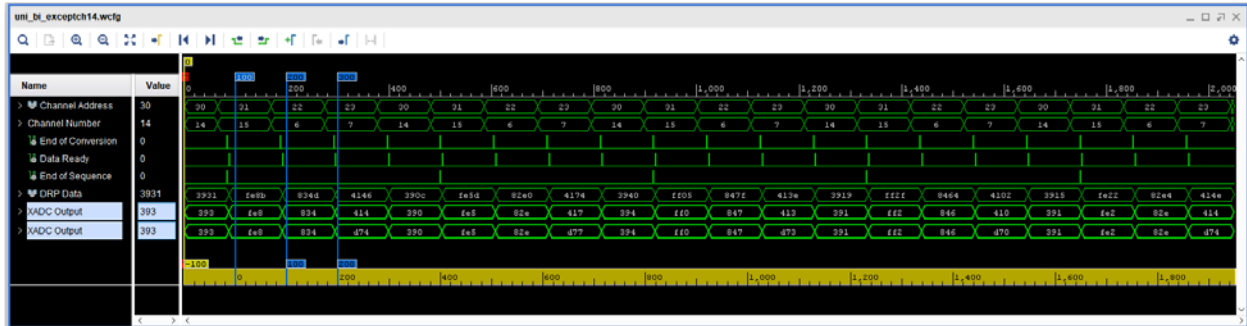 uni_bi_exceptch14.wcfg
0
100 200 300
Name Value
0 200 400 600 800 1,000 1,200 1,400 1,600 1,800 2,000
Channel Address 30 30 31 22 23 30 31 22 23 30 31 22 23 30 31 22 23 30 31 22 23
Channel Number 14 14 15 6 7 14 15 6 7 14 15 6 7 14 15 6 7 14 15 6 7
End of Conversion 0
Data Ready 0
End of Sequence 0
DRP Data 3931 3931 fe8b 834d 4146 390c fe5d 82e0 4174 3940 ff05 847f 413e 3919 ff2f 8464 4102 3915 fe22 82e4 414e
XADC Output 393 393 fe8 834 414 390 fe5 82e 417 394 ff0 847 413 391 ff2 846 410 391 fe2 82e 414
XADC Output 393 393 fe8 834 d74 390 fe5 82e d77 394 ff0 847 d73 391 ff2 846 d70 391 fe2 82e d74
-100 100 200
0 200 400 600 800 1,000 1,200 1,400 1,600 1,800